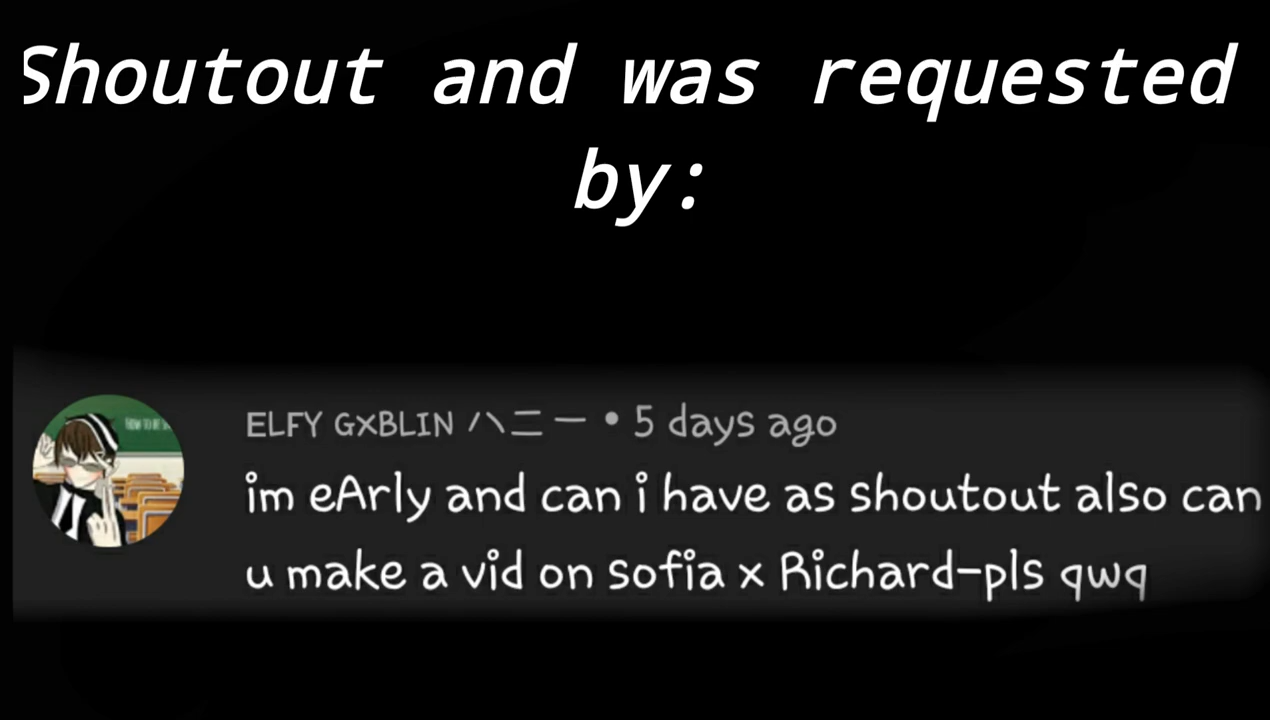 Shoutout and was requested
by:
ELFY GXBLIN ハニー • 5 days ago
im eArly and can i have as shoutout also can
u make a vid on sofia x Richard-pls qwq